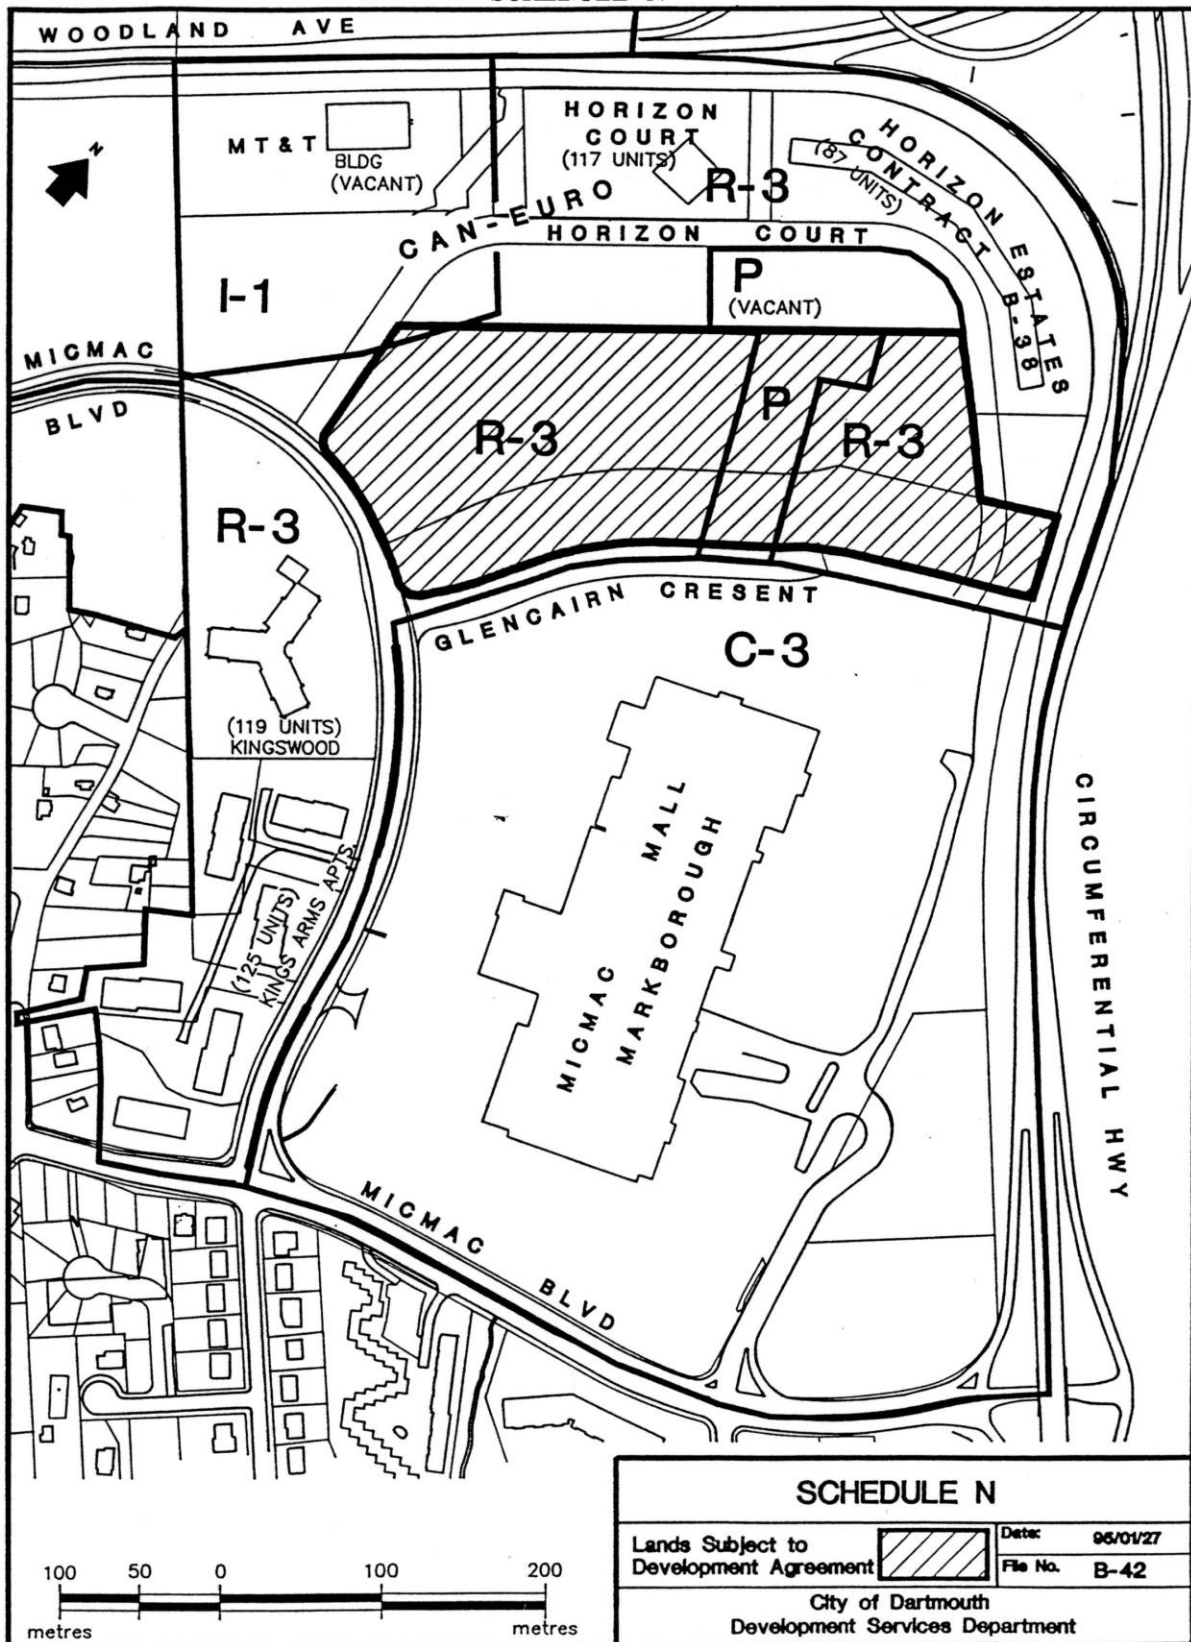 WOODLAND AVE
N
MT&T
BLDG
(VACANT)
HORIZON
COURT
(117 UNITS)
R-3
HORIZON ESTATES
CONTRACT B-38
(87 UNITS)
CAN-EURO
HORIZON COURT
I-1
P
(VACANT)
MICMAC
BLVD
R-3
P
R-3
R-3
GLENCAIRN CRESENT
C-3
(119 UNITS)
KINGSWOOD
MICMAC MALL
MARKBOROUGH
CIRCUMFERENTIAL HWY
(125 UNITS)
KINGS ARMS APTS.
MICMAC BLVD
SCHEDULE N
Lands Subject to
Development Agreement
Date:
File No. B-42
City of Dartmouth
Development Services Department
100 50 0 100 200
metres metres